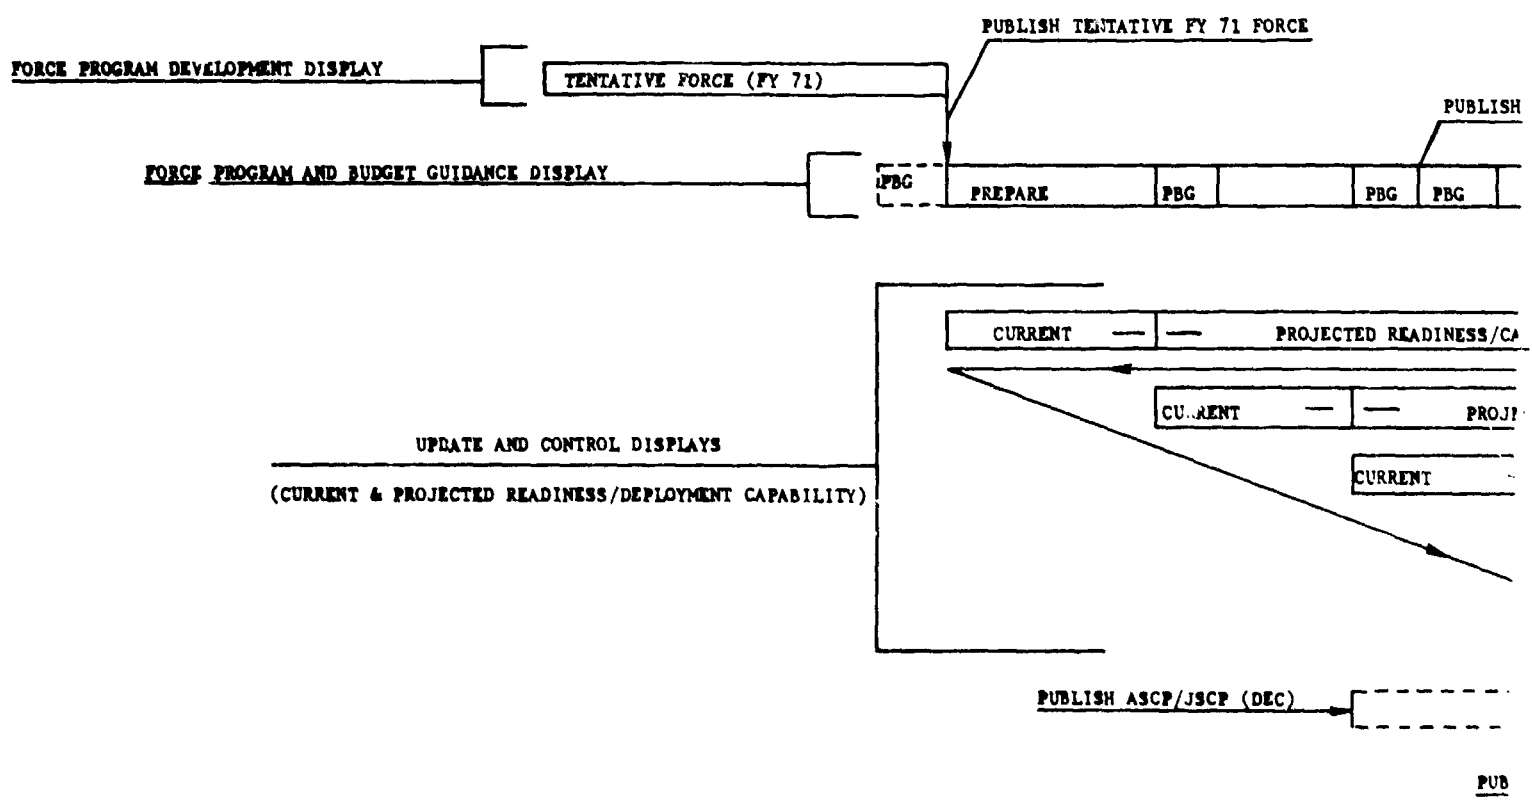 PUBLISH TENTATIVE FY 71 FORCE
FORCE PROGRAM DEVELOPMENT DISPLAY
TENTATIVE FORCE (FY 71)
PUBLISH
FORCE PROGRAM AND BUDGET GUIDANCE DISPLAY
PBG
PREPARE
PBG
PBG
PBG
CURRENT
PROJECTED READINESS/CA
CURRENT
UPDATE AND CONTROL DISPLAYS
CURRENT
(CURRENT & PROJECTED READINESS/DEPLOYMENT CAPABILITY)
PUBLISH ASCP/JSCP (DEC)
PUB